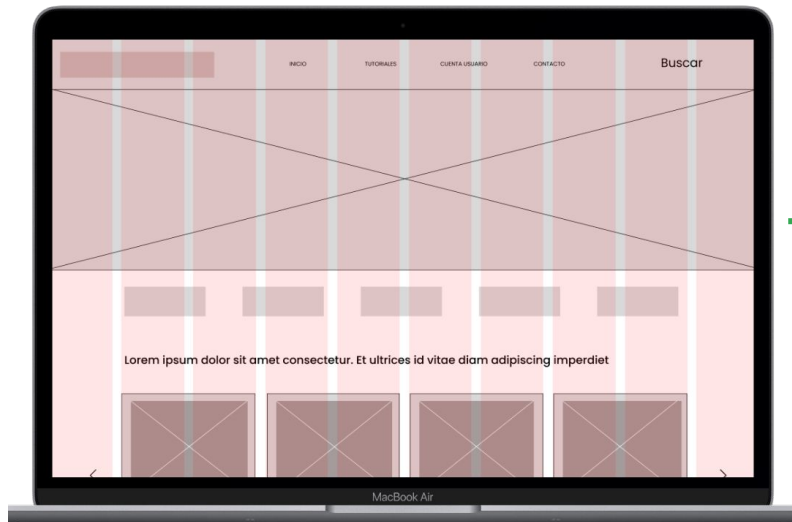 INICIO
TUTORIALES
CUENTA USUARIO
CONTACTO
Buscar
Lorem ipsum dolor sit amet consectetur. Et ultrices id vitae diam adipiscing imperdiet
MacBook Air